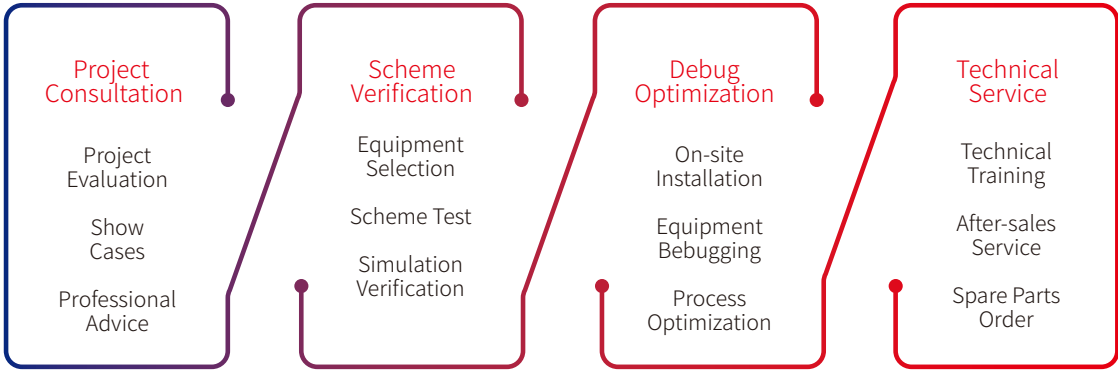 Project
Consultation
Project
Evaluation
Show
Cases
Professional
Advice
Scheme
Verification
Equipment
Selection
Scheme Test
Simulation
Verification
Debug
Optimization
On-site
Installation
Equipment
Bebugging
Process
Optimization
Technical
Service
Technical
Training
After-sales
Service
Spare Parts
Order